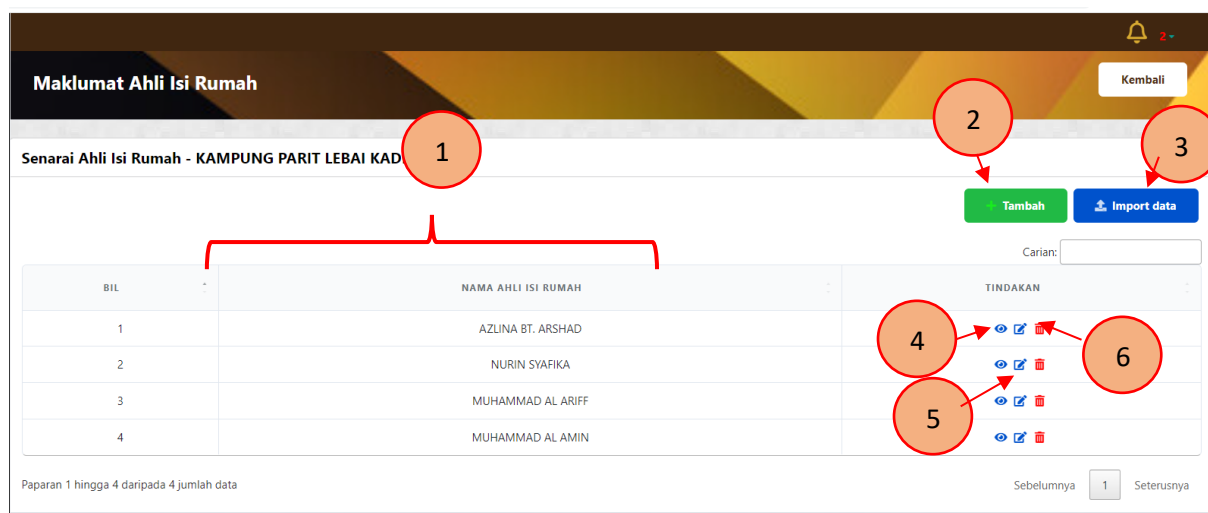 2
Maklumat Ahli Isi Rumah
Kembali
2
3
1
Senarai Ahli Isi Rumah - KAMPUNG PARIT LEBAI
Tambah
Import data
Carian:
BIL NAMA AHLI ISI RUMAH TINDAKAN
1 AZLINA BT. ARSHAD
4
6
2 NURIN SYAFIKA
5
3 MUHAMMAD AL ARIFF
4 MUHAMMAD AL AMIN
Paparan 1 hingga 4 daripada 4 jumlah data
Sebelumnya 1 Seterusnya